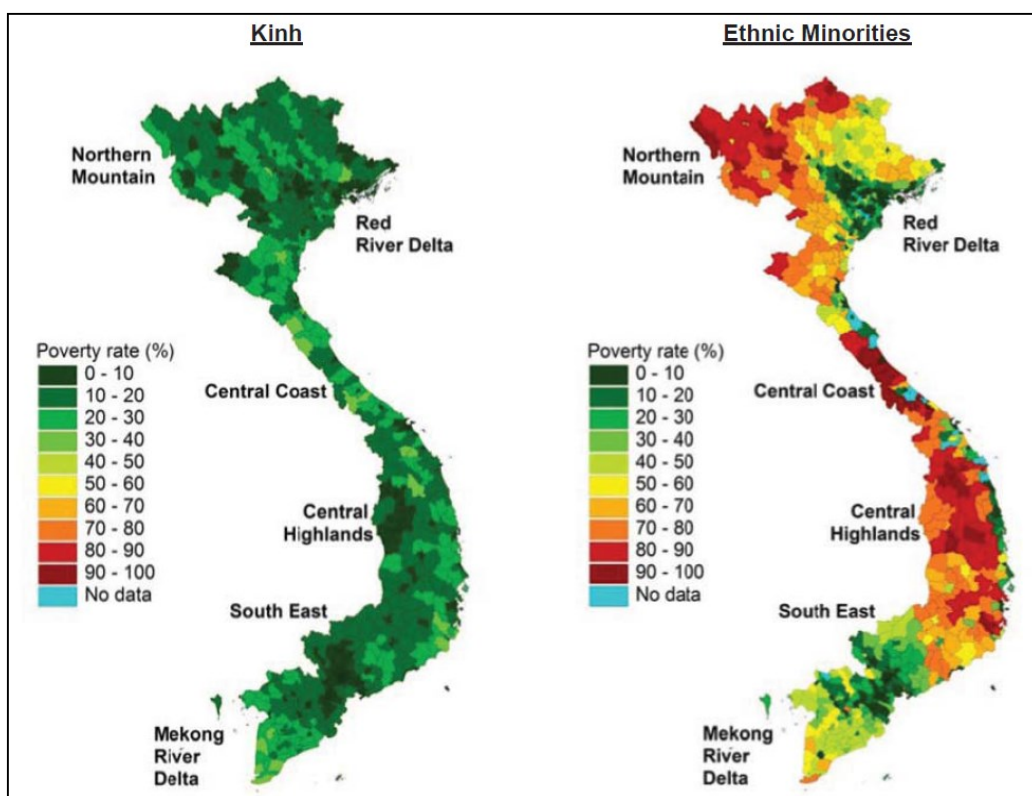 Kinh
Northern
Mountain
Red
River Delta
Poverty rate (%)
0 - 10
10 - 20
20 - 30
30 - 40
40 - 50
50 - 60
60 - 70
70 - 80
80 - 90
90 - 100
No data
Central Coast
Central
Highlands
South East
Mekong
River
Delta
Ethnic Minorities
Northern
Mountain
Red
River Delta
Poverty rate (%)
0 - 10
10 - 20
20 - 30
30 - 40
40 - 50
50 - 60
60 - 70
70 - 80
80 - 90
90 - 100
No data
Central Coast
Central
Highlands
South East
Mekong
River
Delta